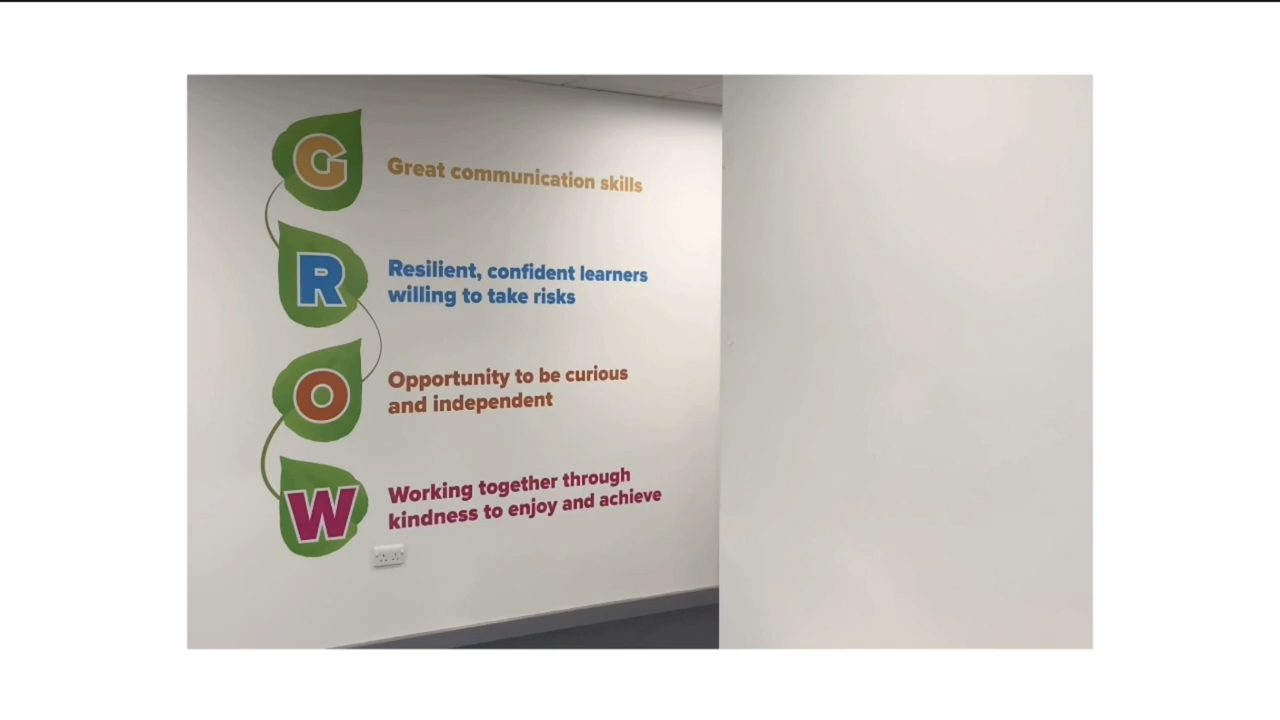 G
Great communication skills
R
Resilient, confident learners
willing to take risks
O
Opportunity to be curious
and independent
W
Working together through
kindness to enjoy and achieve